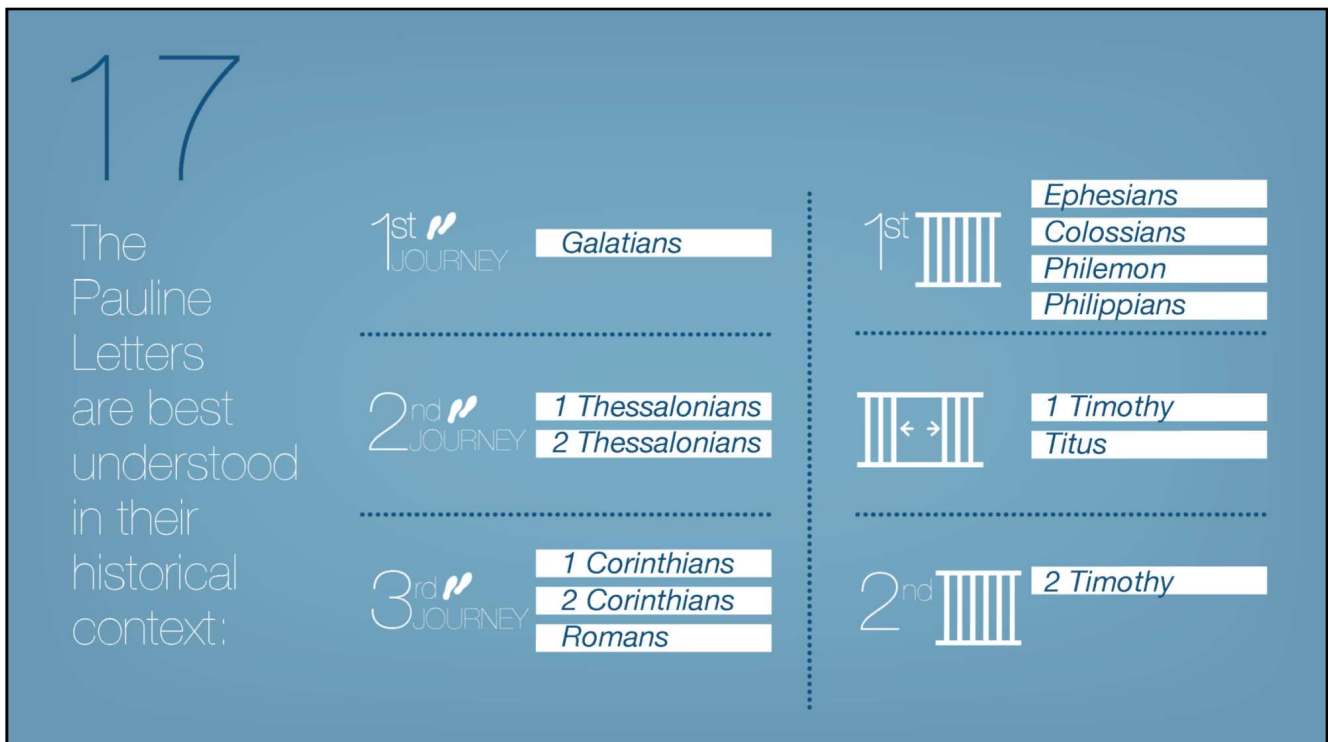 17
The
Pauline
Letters
are best
understood
in their
historical
context:
1st
JOURNEY
Galatians
2nd
JOURNEY
1 Thessalonians
2 Thessalonians
3rd
JOURNEY
1 Corinthians
2 Corinthians
Romans
1st
Ephesians
Colossians
Philemon
Philippians
1 Timothy
Titus
2nd
2 Timothy